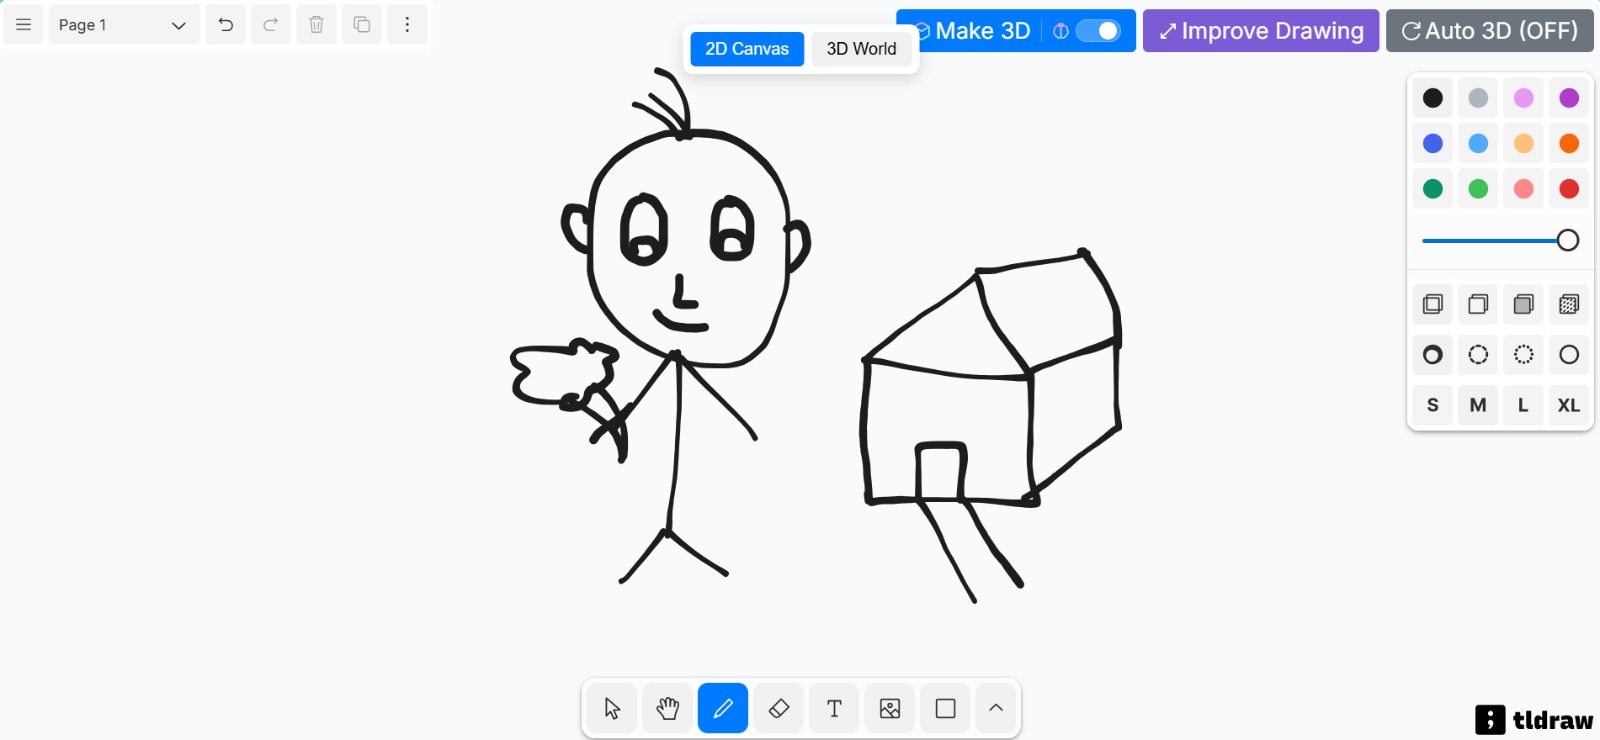 Page 1
2D Canvas
3D World
Make 3D
Improve Drawing
Auto 3D (OFF)
S M L XL
T
tldraw